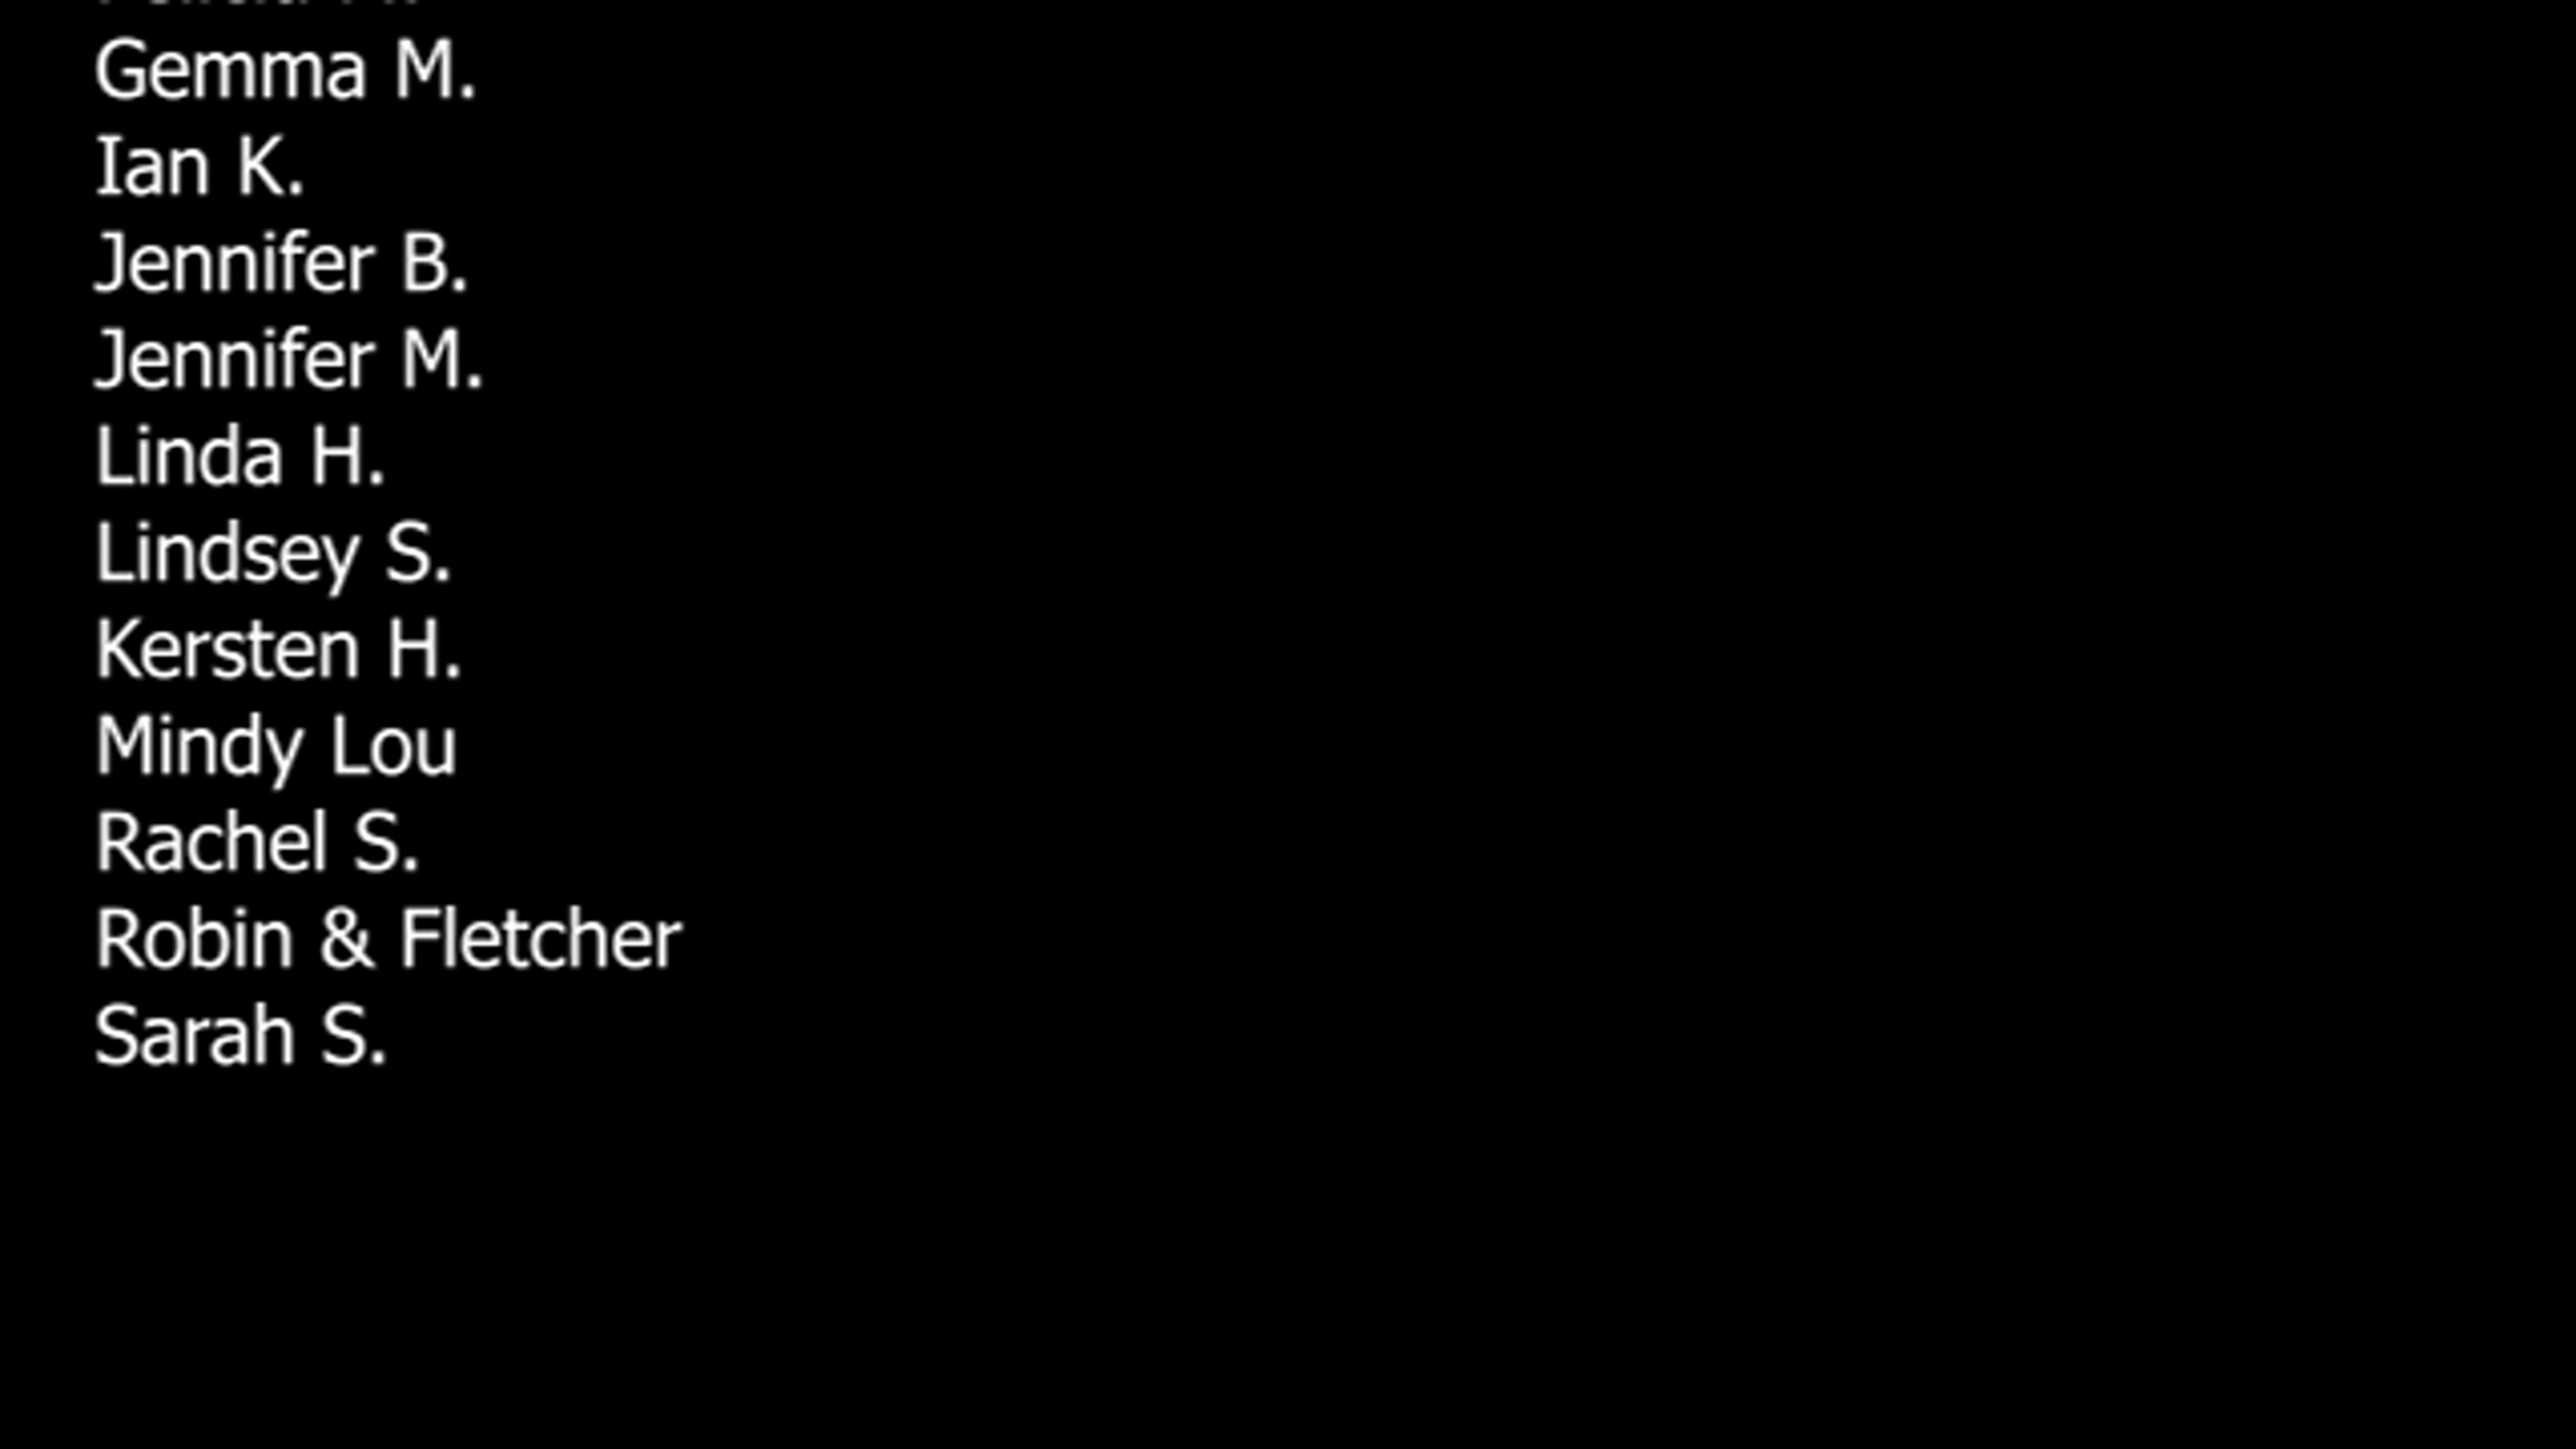 Gemma M.
Ian K.
Jennifer B.
Jennifer M.
Linda H.
Lindsey S.
Kersten H.
Mindy Lou
Rachel S.
Robin & Fletcher
Sarah S.